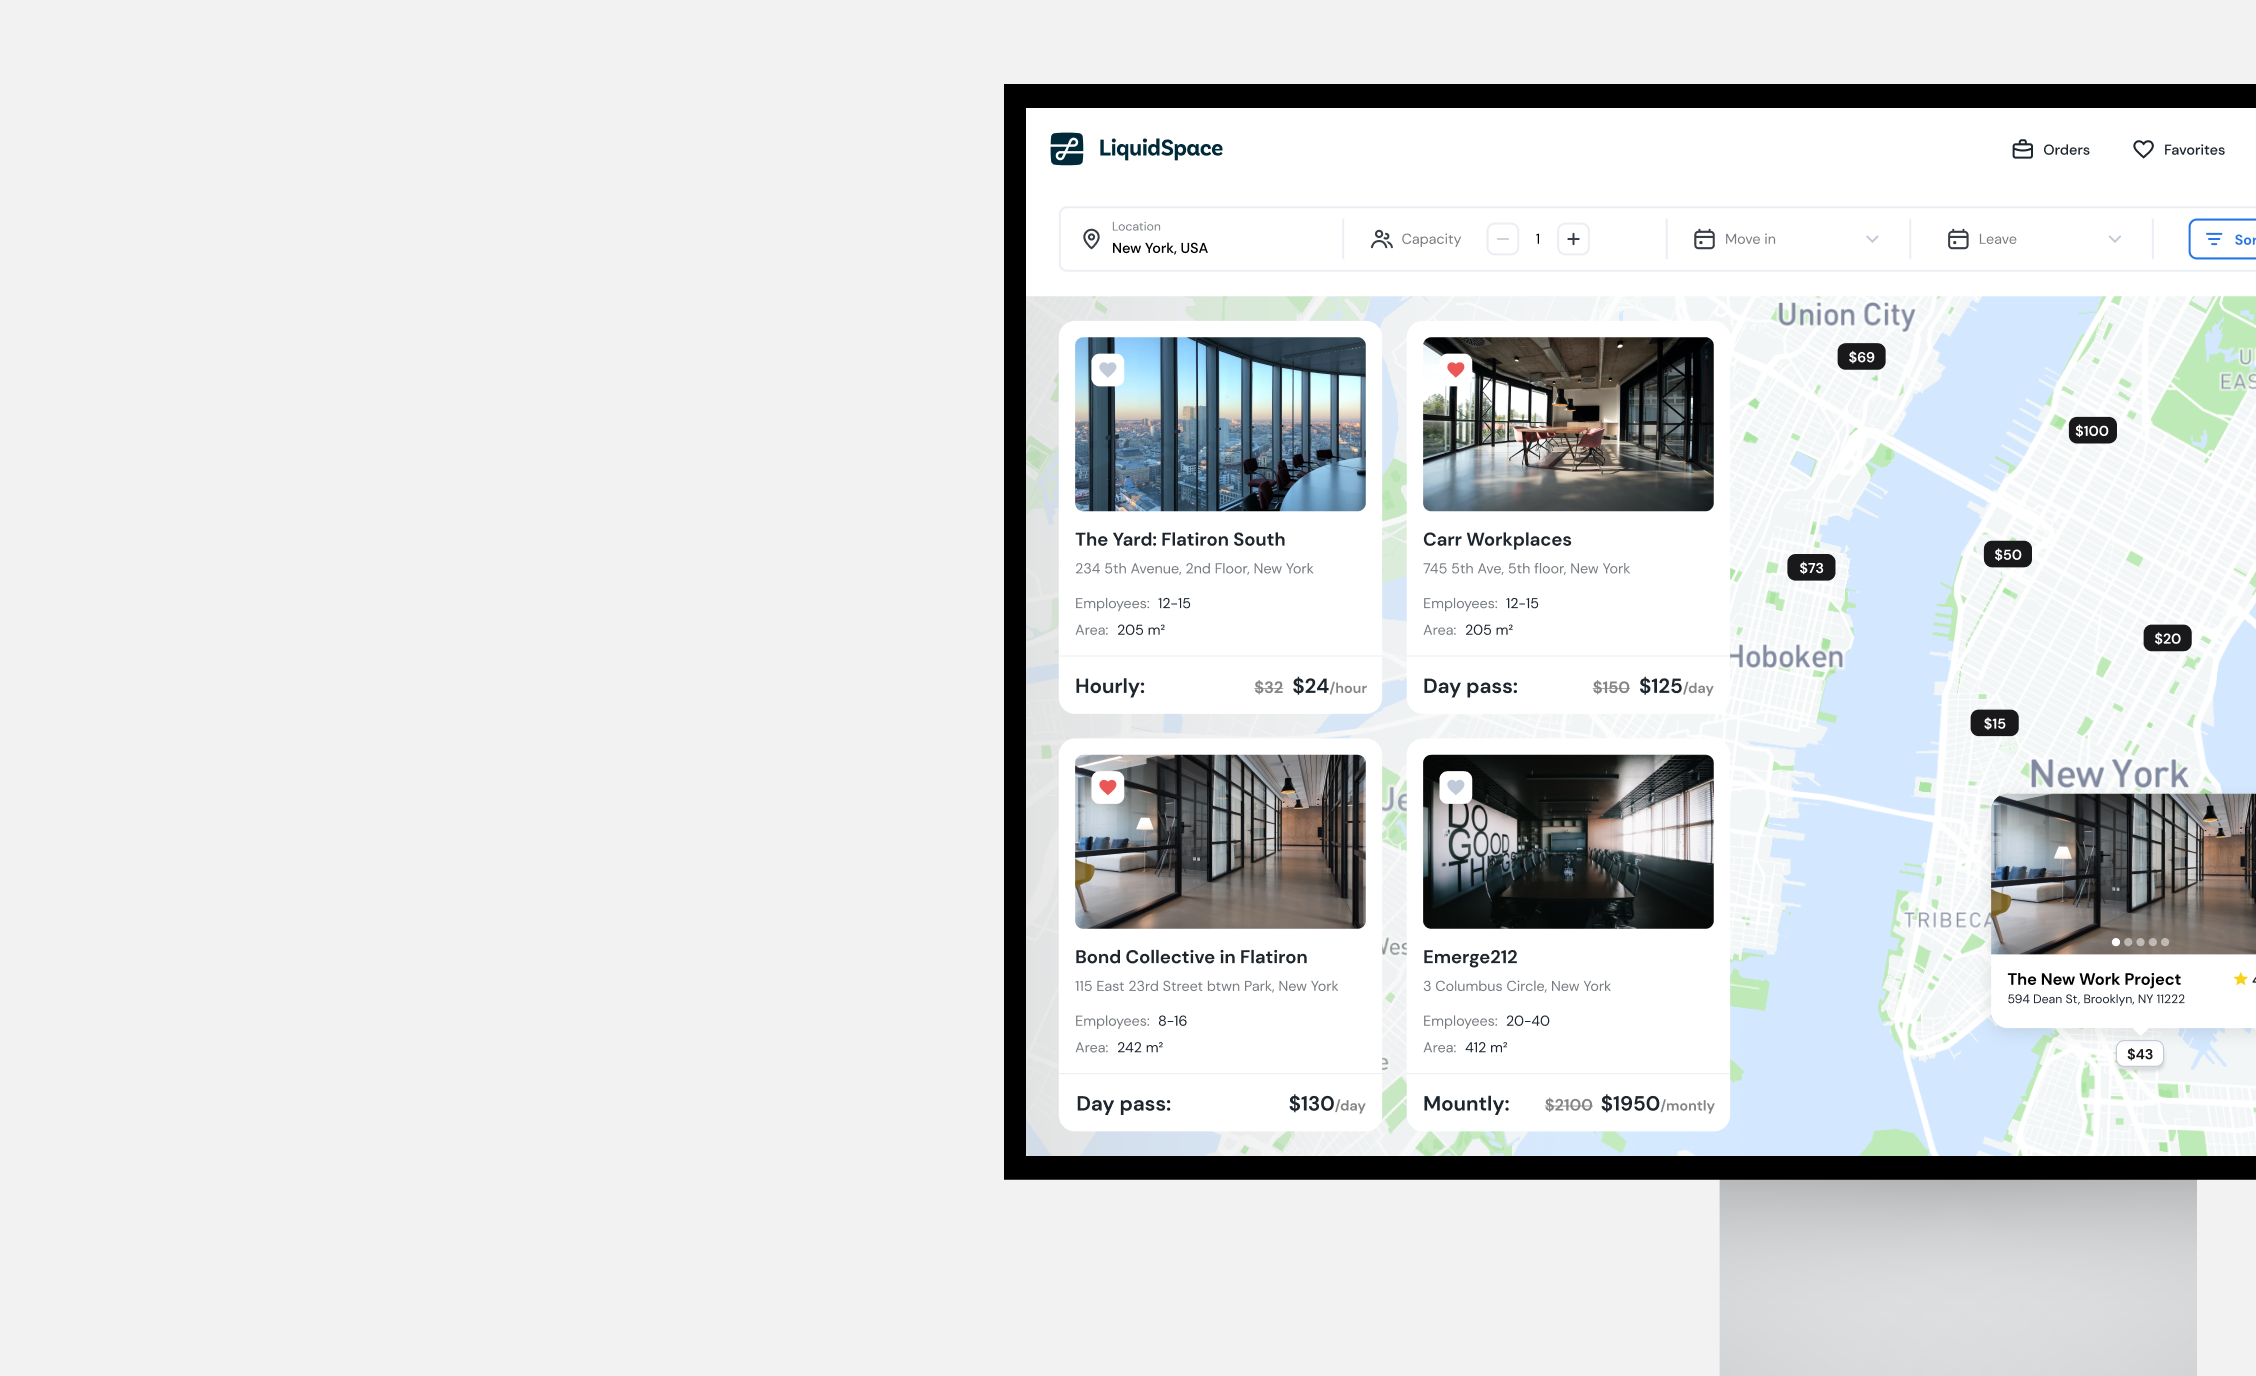 LiquidSpace
Orders
Favorites
Location
New York, USA
Capacity
1
Move in
Leave
Union City
$69
$100
The Yard: Flatiron South
234 5th Avenue, 2nd Floor, New York
Employees: 12-15
Area: 205 m²
Hourly: $32 $24/hour
Carr Workplaces
745 5th Ave, 5th floor, New York
Employees: 12-15
Area: 205 m²
Day pass: $150 $125/day
$50
$73
$20
Hoboken
$15
New York
DO
GOOD
Bond Collective in Flatiron
115 East 23rd Street btwn Park, New York
Employees: 8-16
Area: 242 m²
Day pass: $130/day
Emerge212
3 Columbus Circle, New York
Employees: 20-40
Area: 412 m²
Mountly: $2100 $1950/montly
TRIBECA
The New Work Project
594 Dean St, Brooklyn, NY 11222
$43